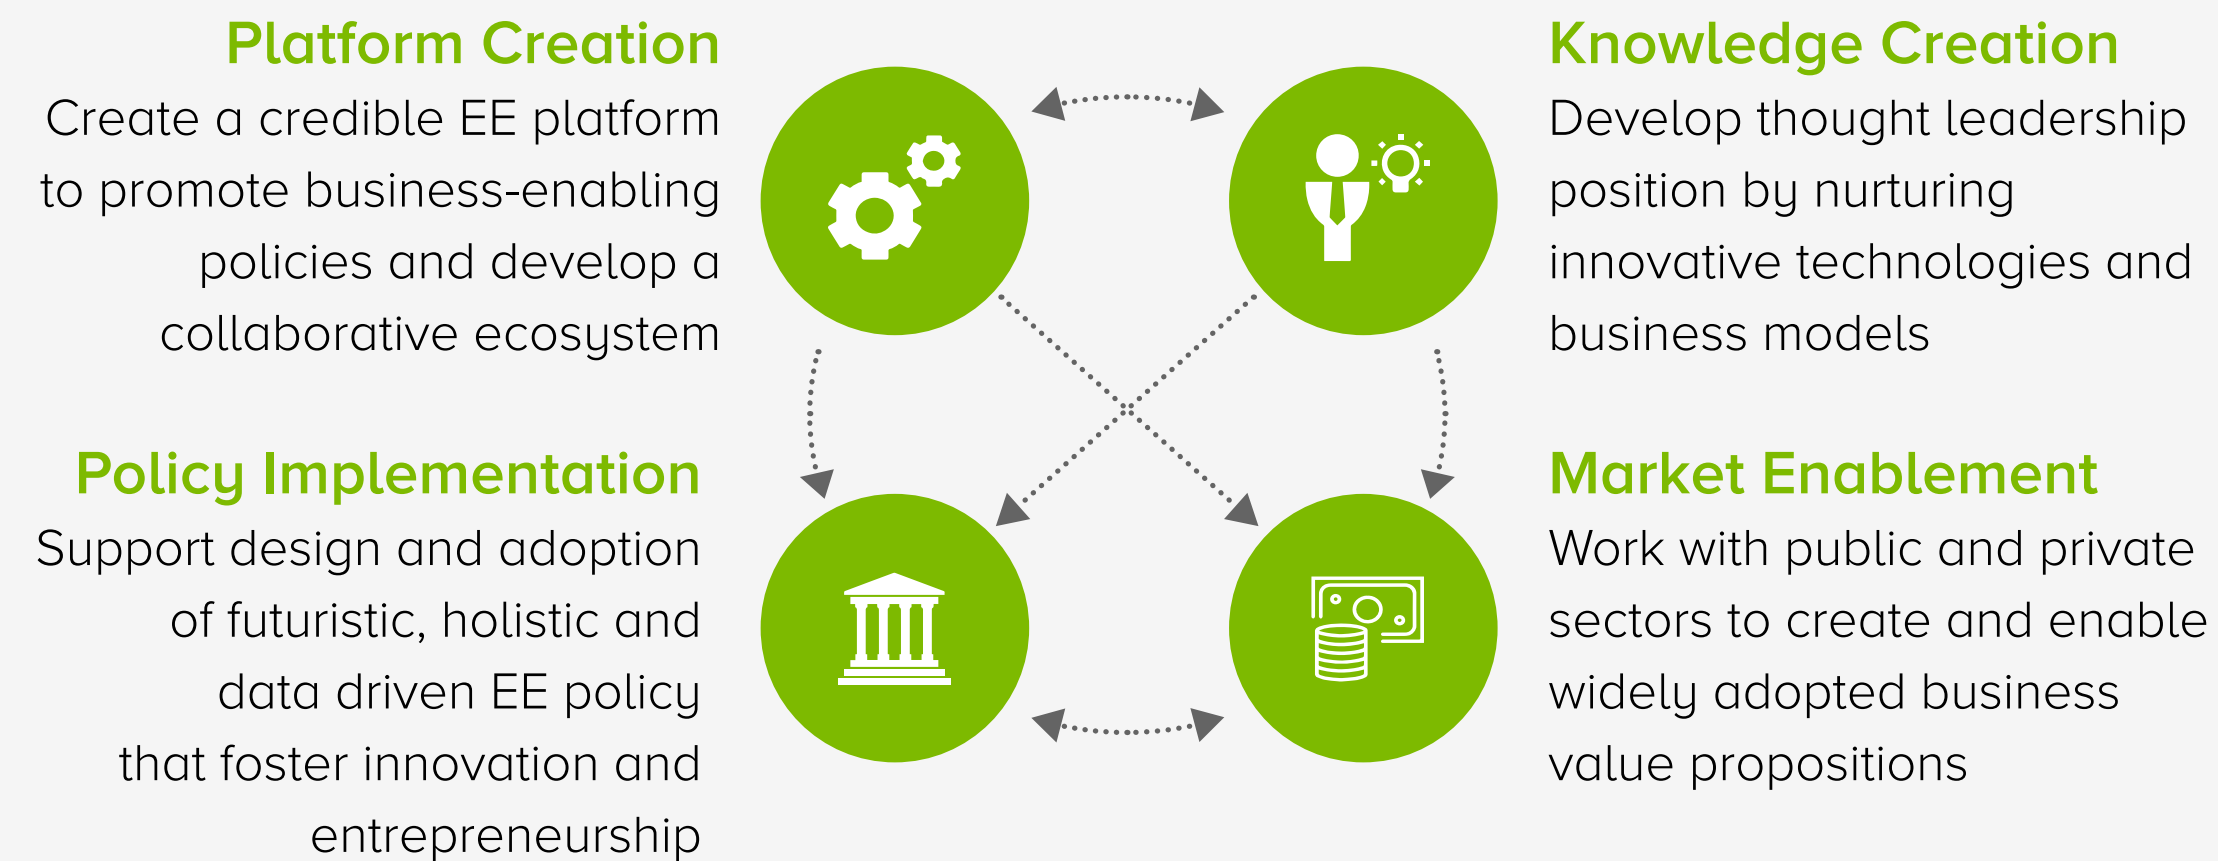 Platform Creation
Create a credible EE platform
to promote business-enabling
policies and develop a
collaborative ecosystem
Knowledge Creation
Develop thought leadership
position by nurturing
innovative technologies and
business models
Policy Implementation
Support design and adoption
of futuristic, holistic and
data driven EE policy
that foster innovation and
entrepreneurship
Market Enablement
Work with public and private
sectors to create and enable
widely adopted business
value propositions